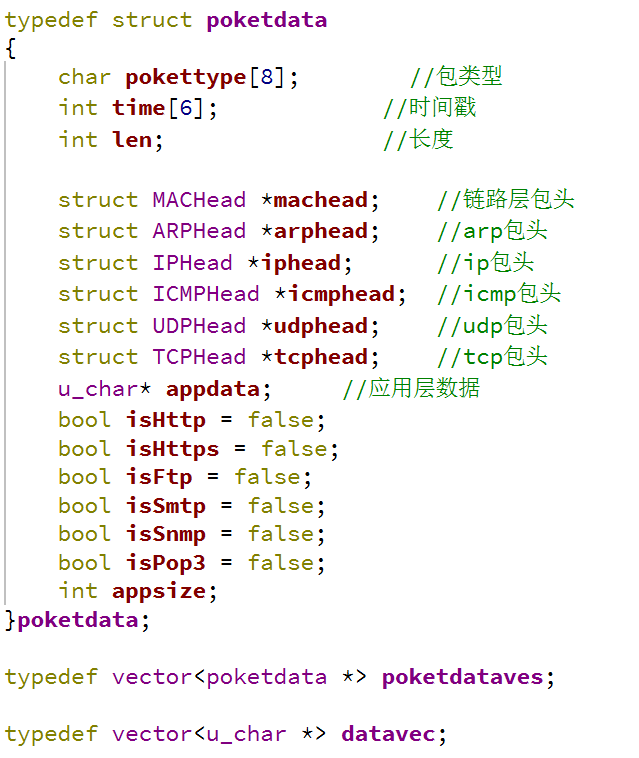 typedef struct poketdata
{
    char pokettype[8];        //包类型
    int time[6];            //时间戳
    int len;                //长度

    struct MACHead *machead;    //链路层包头
    struct ARPHead *arphead;    //arp包头
    struct IPHead *iphead;      //ip包头
    struct ICMPHead *icmphead;  //icmp包头
    struct UDPHead *udphead;    //udp包头
    struct TCPHead *tcphead;    //tcp包头
    u_char* appdata;     //应用层数据
    bool isHttp = false;
    bool isHttps = false;
    bool isFtp = false;
    bool isSmtp = false;
    bool isSnmp = false;
    bool isPop3 = false;
    int appsize;
}poketdata;

typedef vector<poketdata *> poketdataves;

typedef vector<u_char *> datavec;